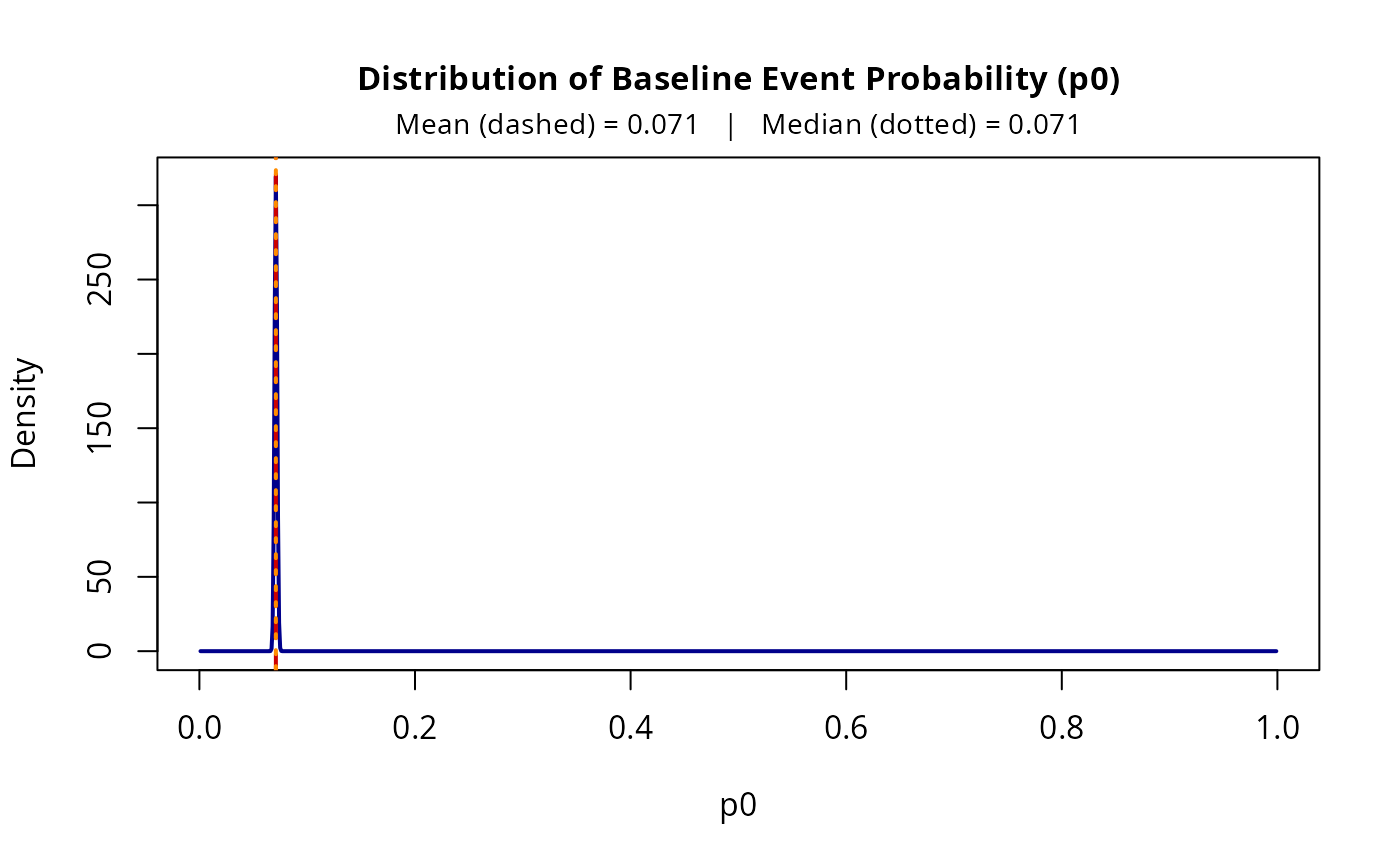 Distribution of Baseline Event Probability (p0)
Mean (dashed) = 0.071 | Median (dotted) = 0.071
Density
250
150
50
0
0.0 0.2 0.4 0.6 0.8 1.0
p0